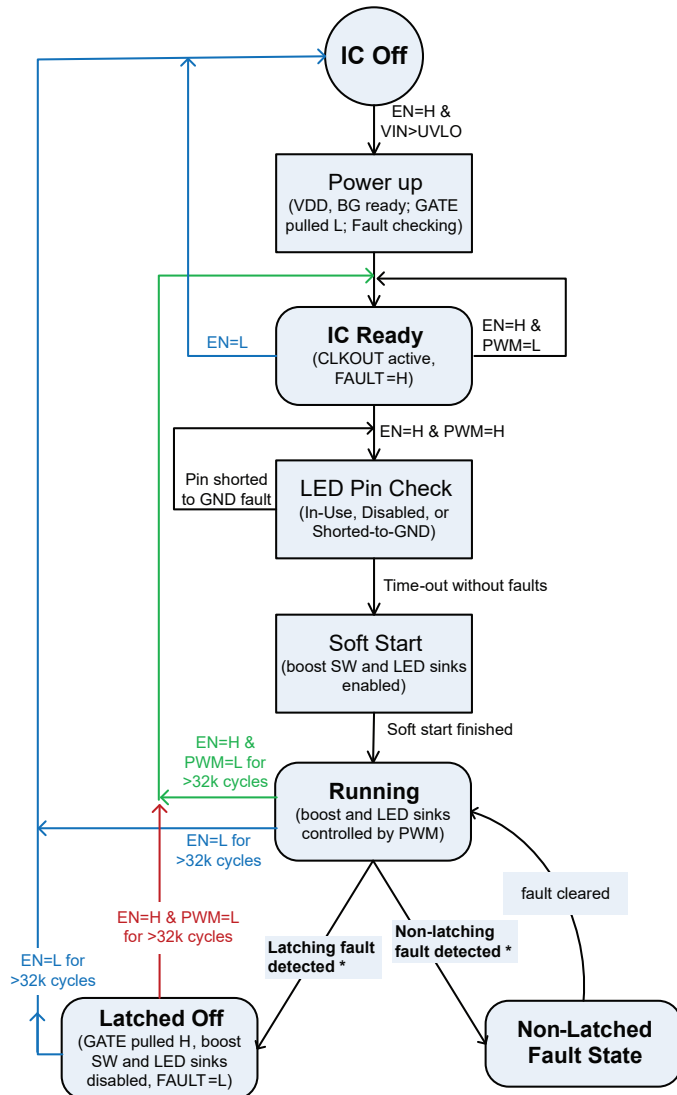 IC Off
EN=H &
VIN>UVLO
Power up
(VDD, BG ready; GATE
pulled L; Fault checking)
EN=L
IC Ready
(CLKOUT active,
FAULT=H)
EN=H &
PWM=L
EN=H & PWM=H
Pin shorted
to GND fault
LED Pin Check
(In-Use, Disabled, or
Shorted-to-GND)
Time-out without faults
Soft Start
(boost SW and LED sinks
enabled)
Soft start finished
EN=H &
PWM=L for
>32k cycles
Running
(boost and LED sinks
controlled by PWM)
EN=L for
>32k cycles
fault cleared
EN=H & PWM=L
for >32k cycles
Latching fault
detected *
Non-latching
fault detected *
EN=L for
>32k cycles
Latched Off
(GATE pulled H, boost
SW and LED sinks
disabled, FAULT=L)
Non-Latched
Fault State